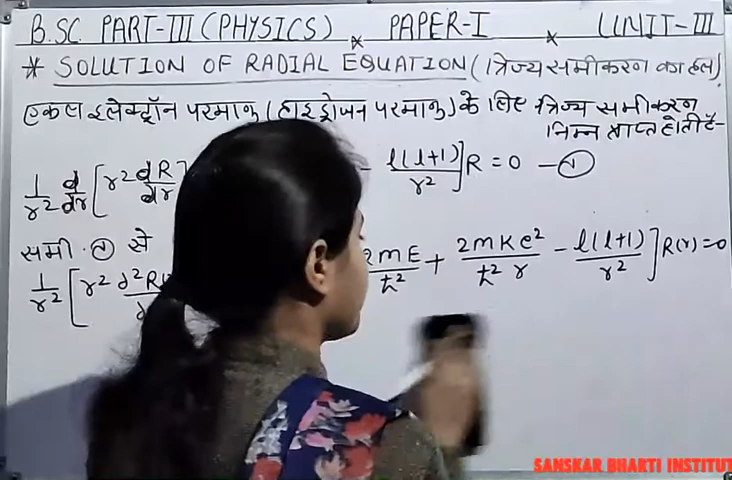 B.SC. PART-III (PHYSICS) * PAPER-I * UNIT-III
* SOLUTION OF RADIAL EQUATION (त्रिज्य समीकरण का हल)
एकल इलेक्ट्रॉन परमाणु (हाइड्रोजन परमाणु) के लिए त्रिज्य समीकरण
निम्न प्राप्त होती है-
1/r² d/dr [r² dR/dr - l(l+1)/r²] R = 0 - ①
समी. ① से
1/r² [r² d²R 2mE/ħ² + 2mKe²/ħ²r - l(l+1)/r²] R(r) = 0
SANSKAR BHARTI INSTITUT